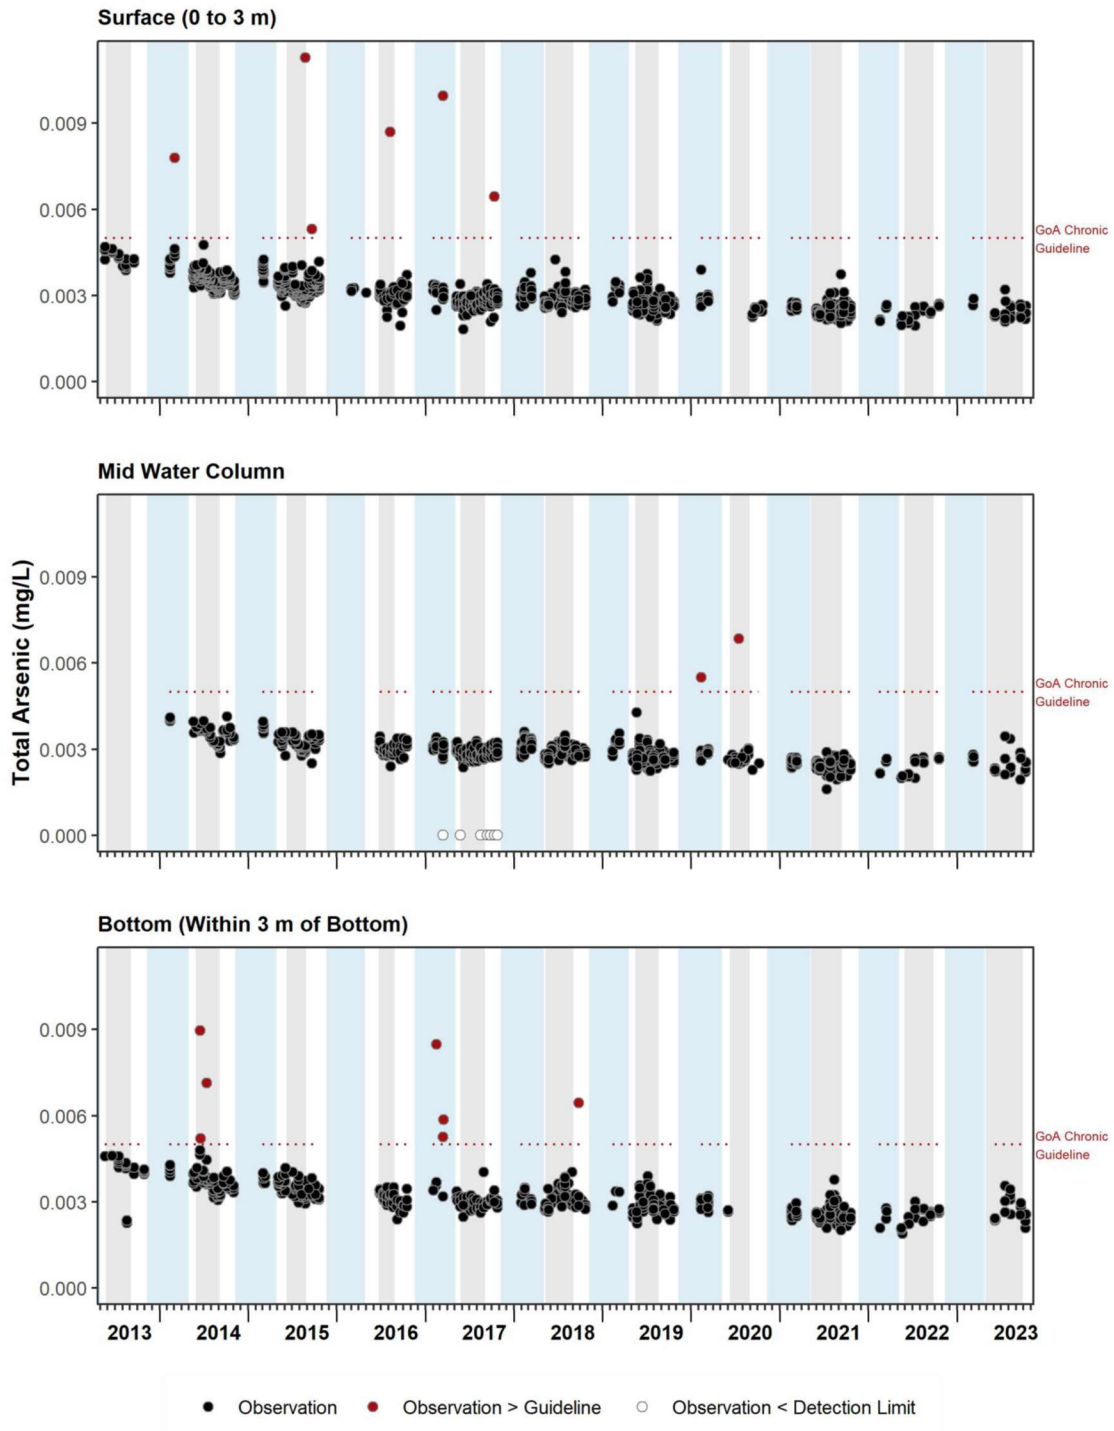 Surface (0 to 3 m)
0.009
0.006
0.003
0.000
GoA Chronic
Guideline
Mid Water Column
Total Arsenic (mg/L)
0.009
0.006
0.003
0.000
GoA Chronic
Guideline
Bottom (Within 3 m of Bottom)
0.009
0.006
0.003
0.000
GoA Chronic
Guideline
2013 2014 2015 2016 2017 2018 2019 2020 2021 2022 2023
Observation Observation > Guideline Observation < Detection Limit